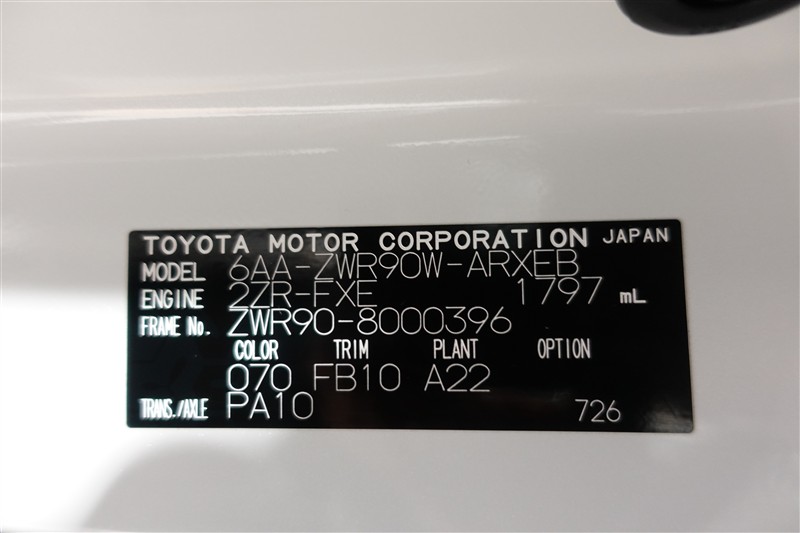 TOYOTA MOTOR CORPORATION JAPAN
MODEL 6AA-ZWR90W-ARXEB
ENGINE 2ZR-FXE 1797 mL
FRAME No. ZWR90-8000396
COLOR TRIM PLANT OPTION
070 FB10 A22
TRANS./AXLE PA10 726